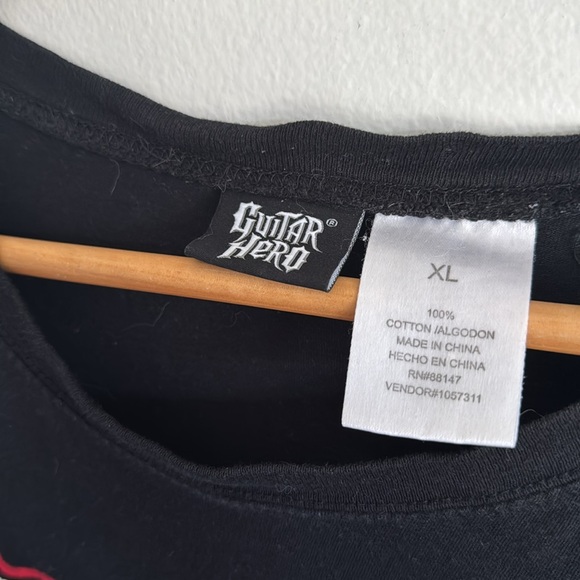 GUITAR®
HERO
XL
100%
COTTON /ALGODON
MADE IN CHINA
HECHO EN CHINA
RN#88147
VENDOR#1057311